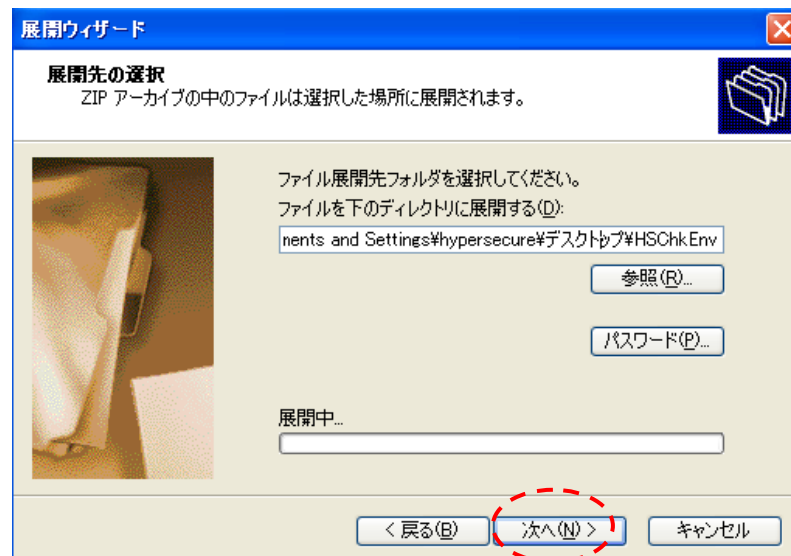 展開ウィザード
展開先の選択
ZIP アーカイブの中のファイルは選択した場所に展開されます。
ファイル展開先フォルダを選択してください。
ファイルを下のディレクトリに展開する(D):
nents and Settings¥hypersecure¥デスクトップ¥HSChkEnv
参照(R)...
パスワード(P)...
展開中...
< 戻る(B)
次へ(N) >
キャンセル